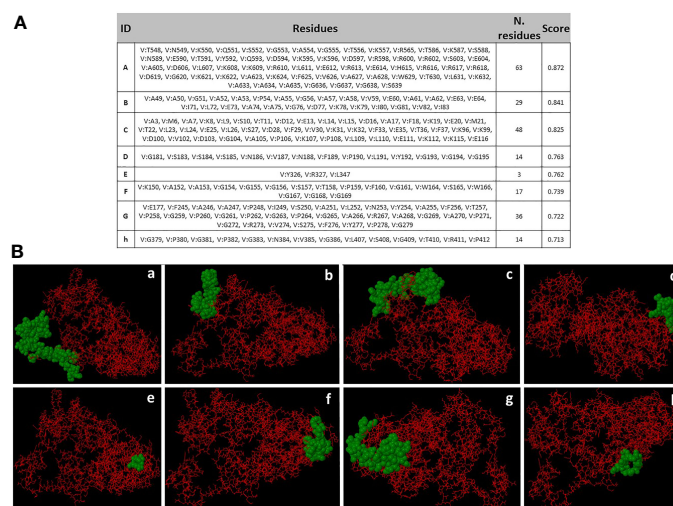 A
ID Residues N. residues Score
V:T548, V:N549, V:K550, V:Q551, V:S552, V:G553, V:A554, V:G555, V:T556, V:K557, V:R565, V:T586, V:K587, V:S588,
V:N589, V:E590, V:T591, V:Y592, V:Q593, V:D594, V:K595, V:K596, V:D597, V:R598, V:R600, V:R602, V:S603, V:E604,
A V:A605, V:D606, V:L607, V:K608, V:K609, V:R610, V:L611, V:E612, V:R613, V:E614, V:H615, V:R616, V:R617, V:R618, 63 0.872
V:D619, V:G620, V:K621, V:K622, V:A623, V:K624, V:F625, V:V626, V:A627, V:A628, V:W629, V:T630, V:L631, V:K632,
V:A633, V:A634, V:A635, V:G636, V:G637, V:G638, V:S639
B V:A49, V:A50, V:G51, V:A52, V:A53, V:P54, V:A55, V:G56, V:A57, V:A58, V:V59, V:E60, V:A61, V:A62, V:E63, V:E64, 29 0.841
V:I71, V:L72, V:E73, V:A74, V:A75, V:G76, V:D77, V:K78, V:K79, V:I80, V:G81, V:V82, V:I83
V:A3, V:M6, V:A7, V:K8, V:L9, V:S10, V:T11, V:D12, V:E13, V:L14, V:L15, V:D16, V:A17, V:F18, V:K19, V:E20, V:M21,
C V:T22, V:L23, V:L24, V:E25, V:L26, V:S27, V:D28, V:F29, V:V30, V:K31, V:K32, V:F33, V:E35, V:T36, V:F37, V:K96, V:K99, 48 0.825
V:D100, V:V102, V:D103, V:G104, V:A105, V:P106, V:K107, V:P108, V:L109, V:L110, V:E111, V:K112, V:K115, V:E116
D V:G181, V:S183, V:S184, V:S185, V:N186, V:V187, V:N188, V:F189, V:P190, V:L191, V:Y192, V:G193, V:G194, V:G195 14 0.763
E V:Y326, V:R327, V:L347 3 0.762
F V:K150, V:A152, V:A153, V:G154, V:G155, V:G156, V:S157, V:T158, V:P159, V:F160, V:G161, V:W164, V:S165, V:W166, 17 0.739
V:G167, V:G168, V:G169
V:E177, V:F245, V:A246, V:A247, V:P248, V:I249, V:S250, V:A251, V:L252, V:N253, V:Y254, V:A255, V:F256, V:T257,
G V:P258, V:G259, V:P260, V:G261, V:P262, V:G263, V:P264, V:G265, V:A266, V:R267, V:A268, V:G269, V:A270, V:P271, 36 0.722
V:G272, V:R273, V:V274, V:S275, V:F276, V:Y277, V:P278, V:G279
h V:G379, V:P380, V:G381, V:P382, V:G383, V:N384, V:V385, V:G386, V:L407, V:S408, V:G409, V:T410, V:R411, V:P412 14 0.713
B
a b c d
e f g